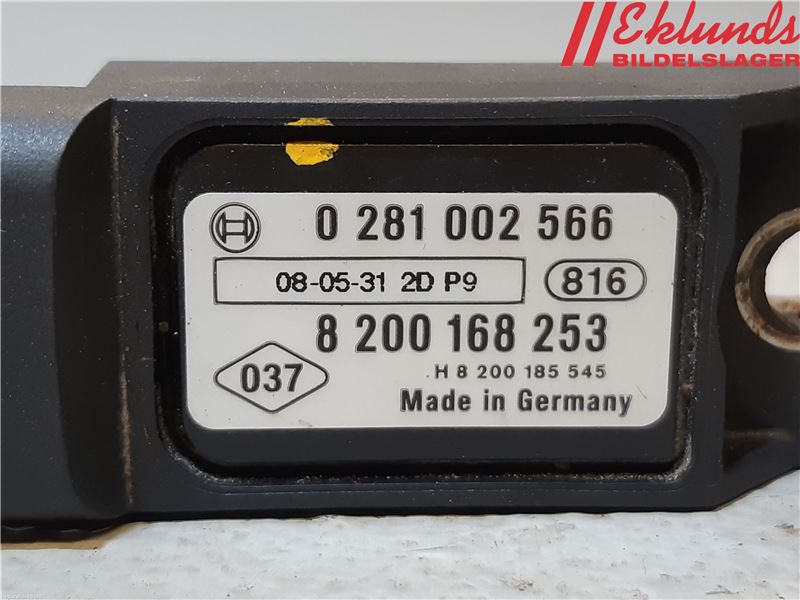 Eklunds
BILDELSLAGER
0 281 002 566
08-05-31 2D P9
816
8 200 168 253
037
H 8 200 185 545
Made in Germany